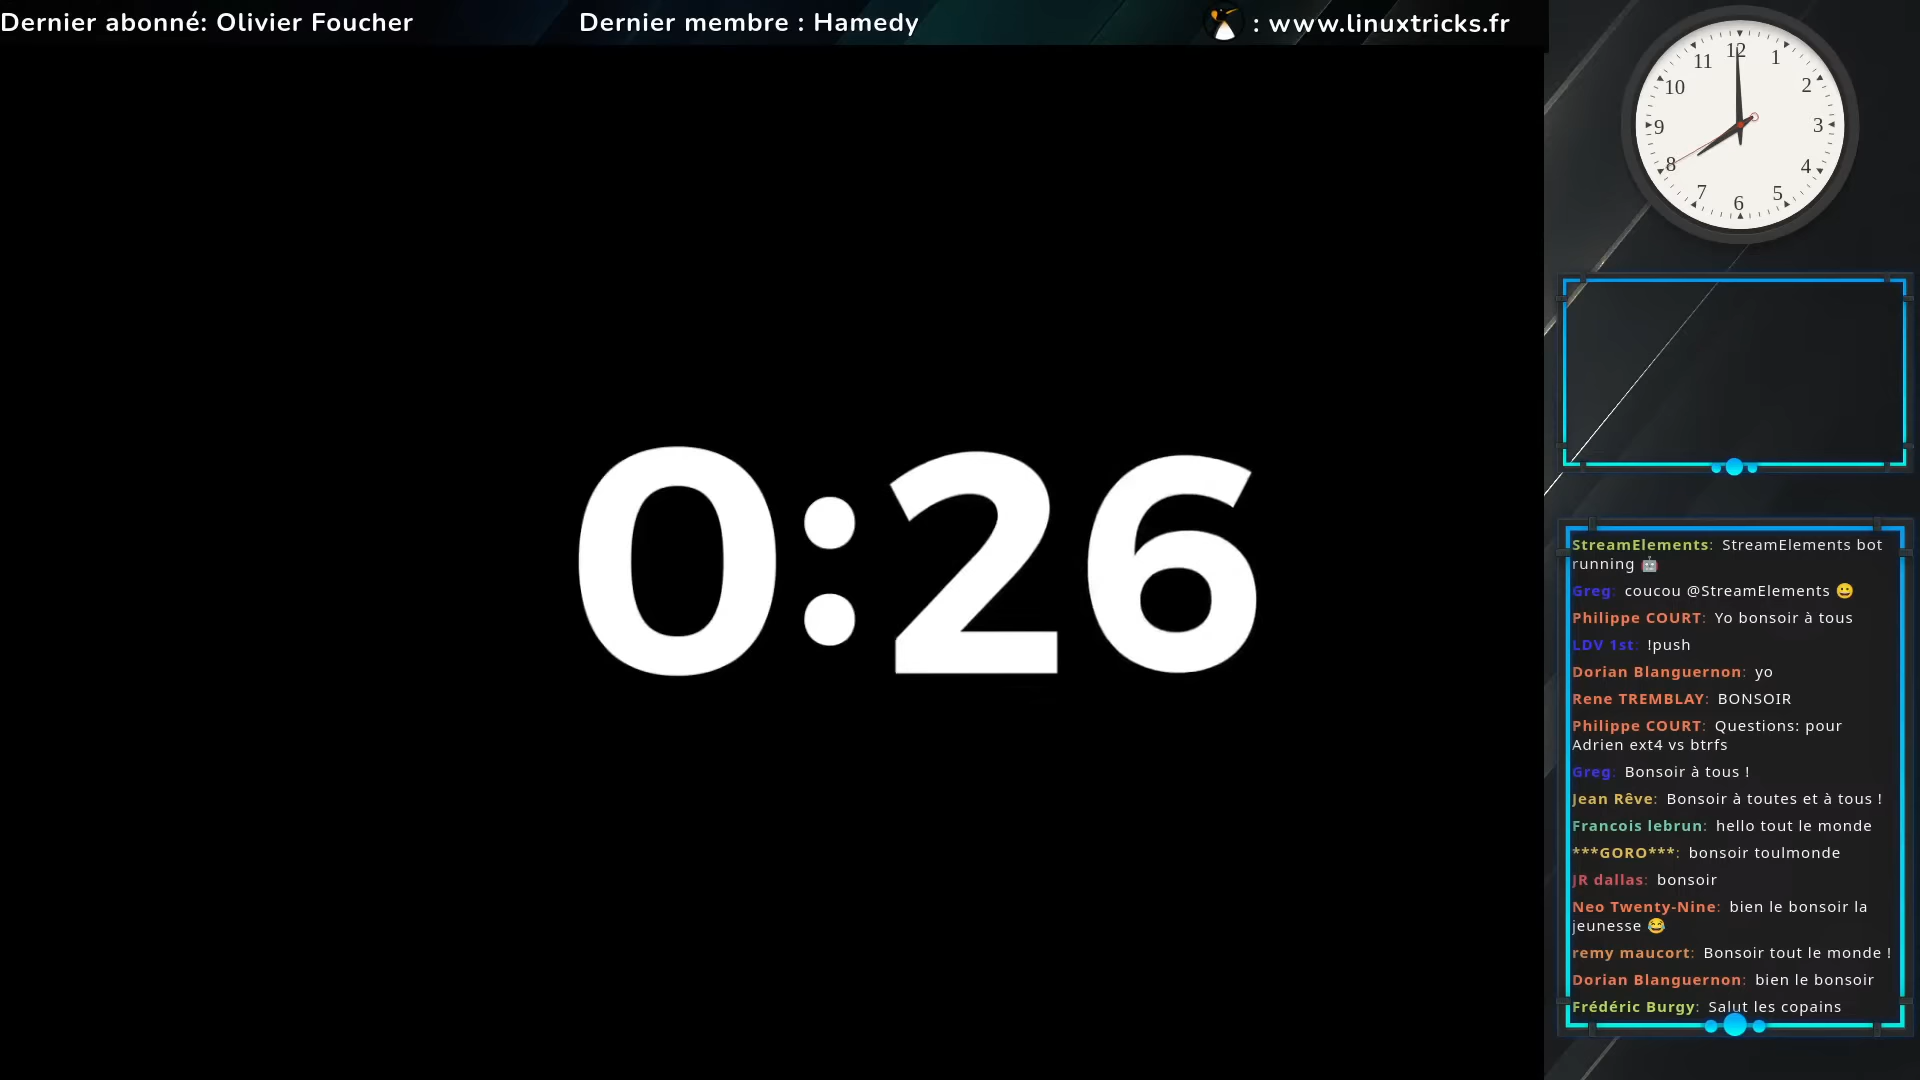 Dernier abonné: Olivier Foucher
Dernier membre : Hamedy
: www.linuxtricks.fr
12
1
2
3
4
5
6
7
8
9
10
11
0:26
StreamElements: StreamElements bot
running 🤖
Greg: coucou @StreamElements 😀
Philippe COURT: Yo bonsoir à tous
LDV 1st: !push
Dorian Blanguernon: yo
Rene TREMBLAY: BONSOIR
Philippe COURT: Questions: pour
Adrien ext4 vs btrfs
Greg: Bonsoir à tous !
Jean Rêve: Bonsoir à toutes et à tous !
Francois lebrun: hello tout le monde
***GORO***: bonsoir toulmonde
JR dallas: bonsoir
Neo Twenty-Nine: bien le bonsoir la
jeunesse 😂
remy maucort: Bonsoir tout le monde !
Dorian Blanguernon: bien le bonsoir
Frédéric Burgy: Salut les copains